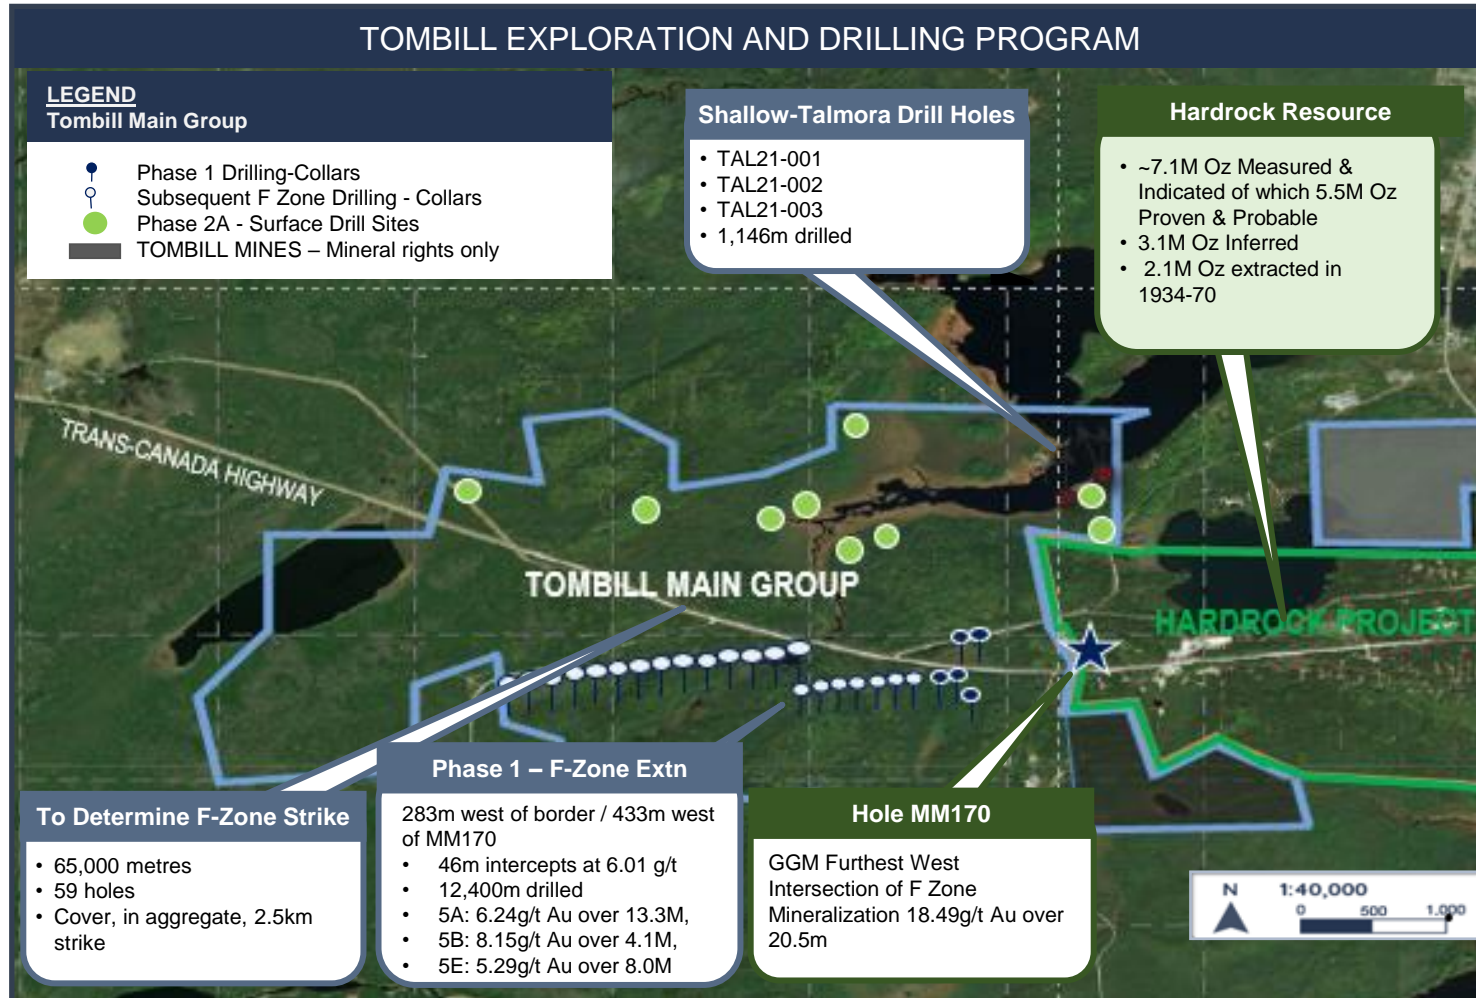 TOMBILL EXPLORATION AND DRILLING PROGRAM
LEGEND
Tombill Main Group
Phase 1 Drilling-Collars
Subsequent F Zone Drilling - Collars
Phase 2A - Surface Drill Sites
TOMBILL MINES – Mineral rights only
Shallow-Talmora Drill Holes
• TAL21-001
• TAL21-002
• TAL21-003
• 1,146m drilled
Hardrock Resource
• ~7.1M Oz Measured &
Indicated of which 5.5M Oz
Proven & Probable
• 3.1M Oz Inferred
• 2.1M Oz extracted in
1934-70
TRANS-CANADA HIGHWAY
TOMBILL MAIN GROUP
HARDROCK PROJECT
To Determine F-Zone Strike
• 65,000 metres
• 59 holes
• Cover, in aggregate, 2.5km
strike
Phase 1 – F-Zone Extn
283m west of border / 433m west
of MM170
• 46m intercepts at 6.01 g/t
• 12,400m drilled
• 5A: 6.24g/t Au over 13.3M,
• 5B: 8.15g/t Au over 4.1M,
• 5E: 5.29g/t Au over 8.0M
Hole MM170
GGM Furthest West
Intersection of F Zone
Mineralization 18.49g/t Au over
20.5m
N
1:40,000
0 500 1.000